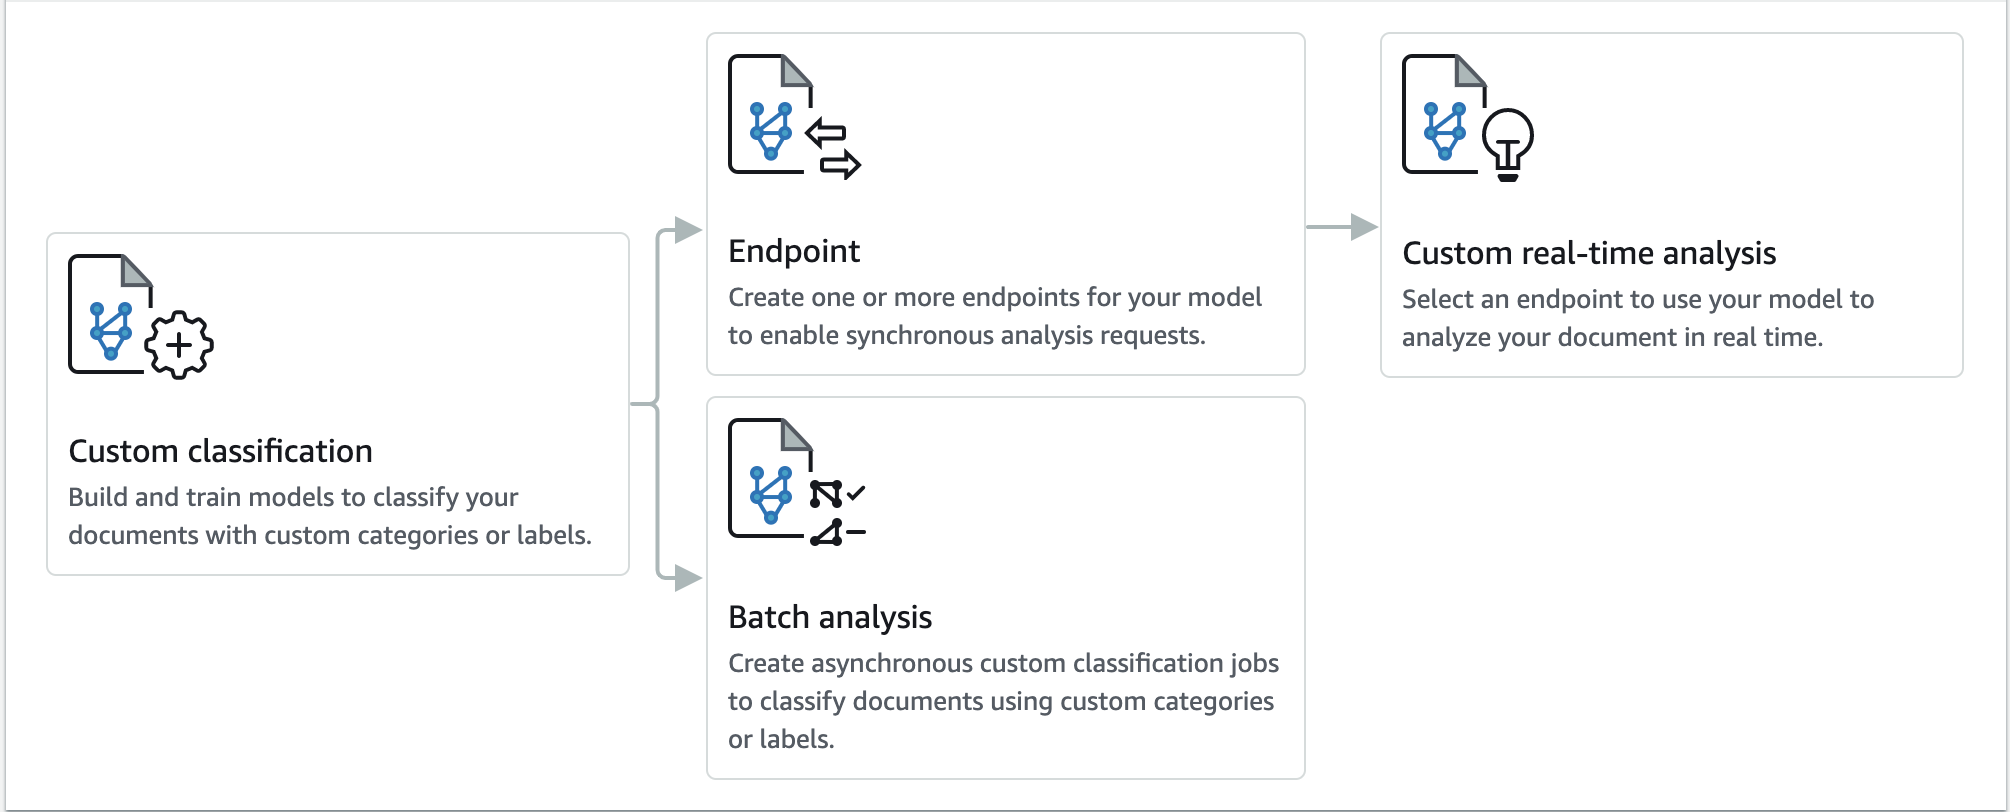 Custom classification
Build and train models to classify your
documents with custom categories or labels.
Endpoint
Create one or more endpoints for your model
to enable synchronous analysis requests.
Custom real-time analysis
Select an endpoint to use your model to
analyze your document in real time.
Batch analysis
Create asynchronous custom classification jobs
to classify documents using custom categories
or labels.